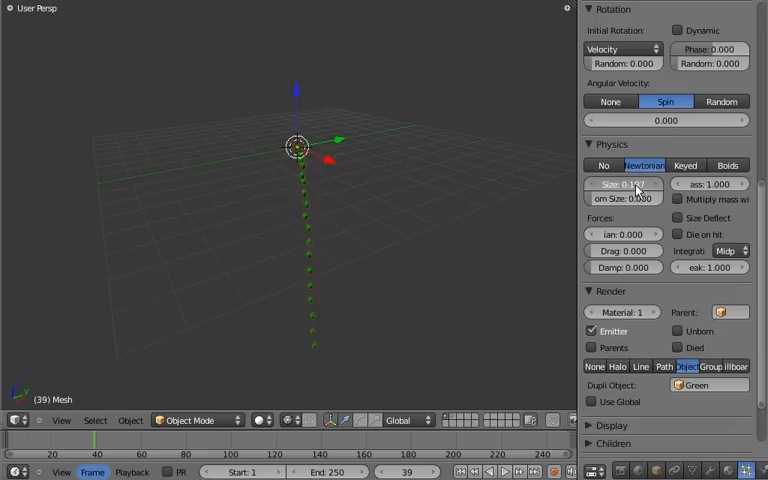 User Persp
Rotation
Initial Rotation:
Dynamic
Velocity
Phase: 0.000
Random: 0.000
Random: 0.000
Angular Velocity:
None
Spin
Random
0.000
Physics
No
Newtonian
Keyed
Boids
ass: 1.000
om Size: 0.000
Multiply mass wi
Forces:
Size Deflect
ian: 0.000
Die on hit
Drag: 0.000
Integrati
Midp
Damp: 0.000
eak: 1.000
Render
Material: 1
Parent:
Emitter
Unborn
Parents
Died
None
Halo
Line
Path
Object
Group
illboar
Dupli Object:
Green
Use Global
Display
Children
(39) Mesh
View
Select
Object
Object Mode
Global
20
40
60
80
100
120
140
160
180
200
220
240
View
Frame
Playback
PR
Start: 1
End: 250
39